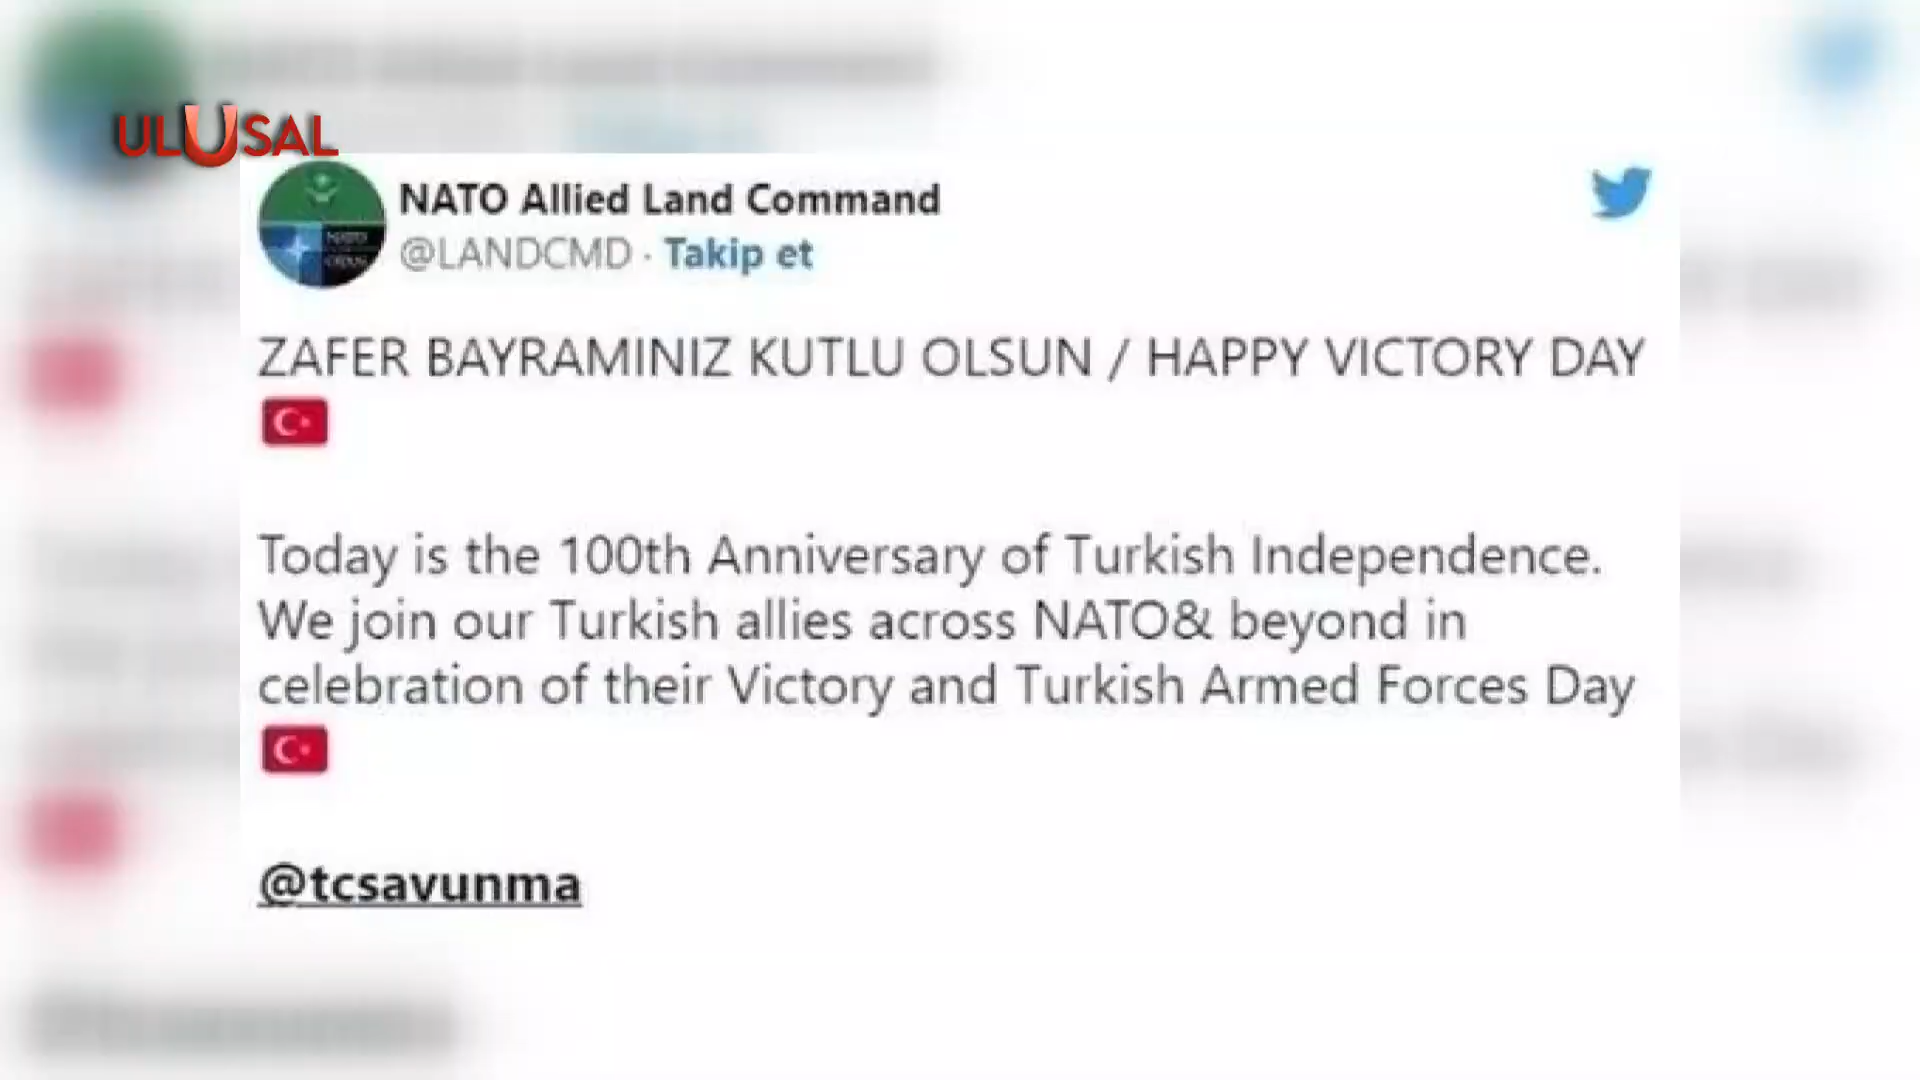 ULUSAL
NATO Allied Land Command
@LANDCMD · Takip et
ZAFER BAYRAMINIZ KUTLU OLSUN / HAPPY VICTORY DAY
🇹🇷
Today is the 100th Anniversary of Turkish Independence.
We join our Turkish allies across NATO& beyond in
celebration of their Victory and Turkish Armed Forces Day
🇹🇷
@tcsavunma